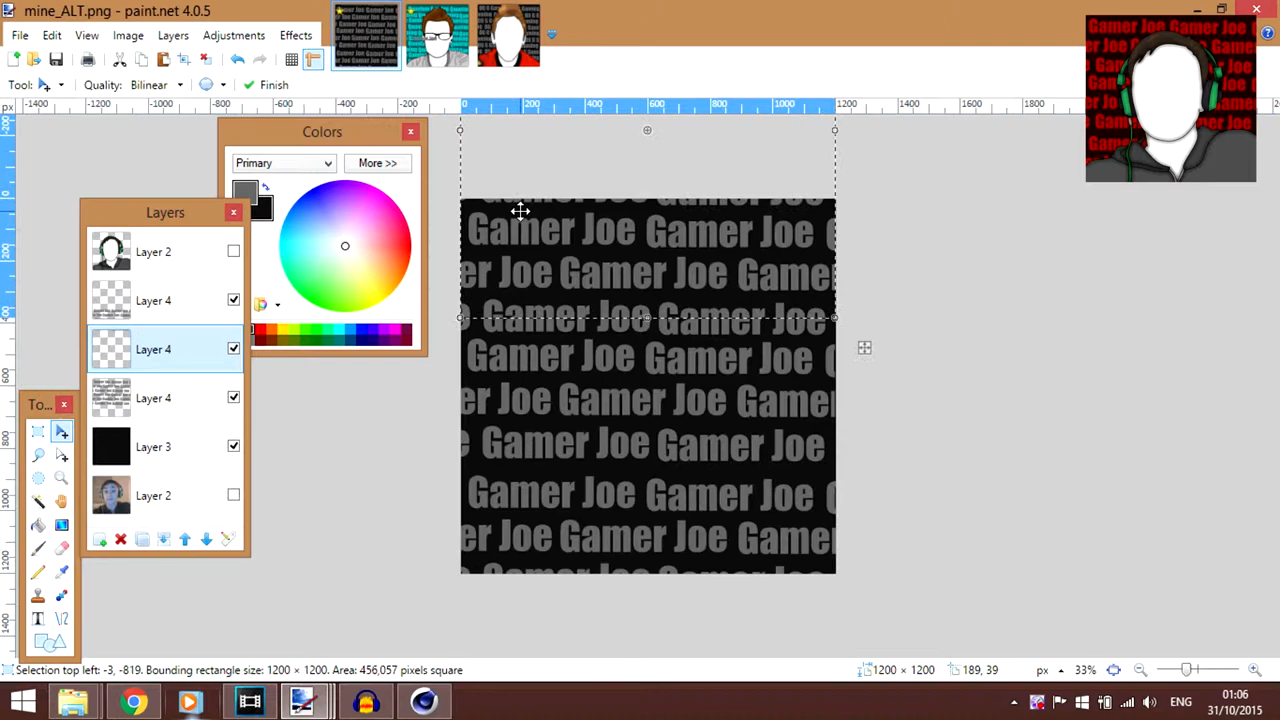 mine_ALT.png - paint.net 4.0.5
File Edit View Image Layers Adjustments Effects
Tool: Quality: Bilinear Finish
px -1400 -1200 -1000 -800 -600 -400 -200 0 200 400 600 800 1000 1200 1400 1600 1800
Colors
Primary More >>
Layers
Layer 2
Layer 4
Layer 4
Layer 4
Layer 3
Layer 2
To...
Gamer Joe Gamer Joe
er Joe Gamer Joe Gamer
Gamer Joe Gamer Joe
Gamer Joe Gamer Joe
er Joe Gamer Joe Gamer
Gamer Joe Gamer Joe
Gamer Joe Gamer Joe
er Joe Gamer Joe Gamer
Gamer Joe Gamer Joe
Selection top left: -3, -819. Bounding rectangle size: 1200 × 1200. Area: 456,057 pixels square
1200 × 1200 189, 39 px 33%
ENG
01:06
31/10/2015